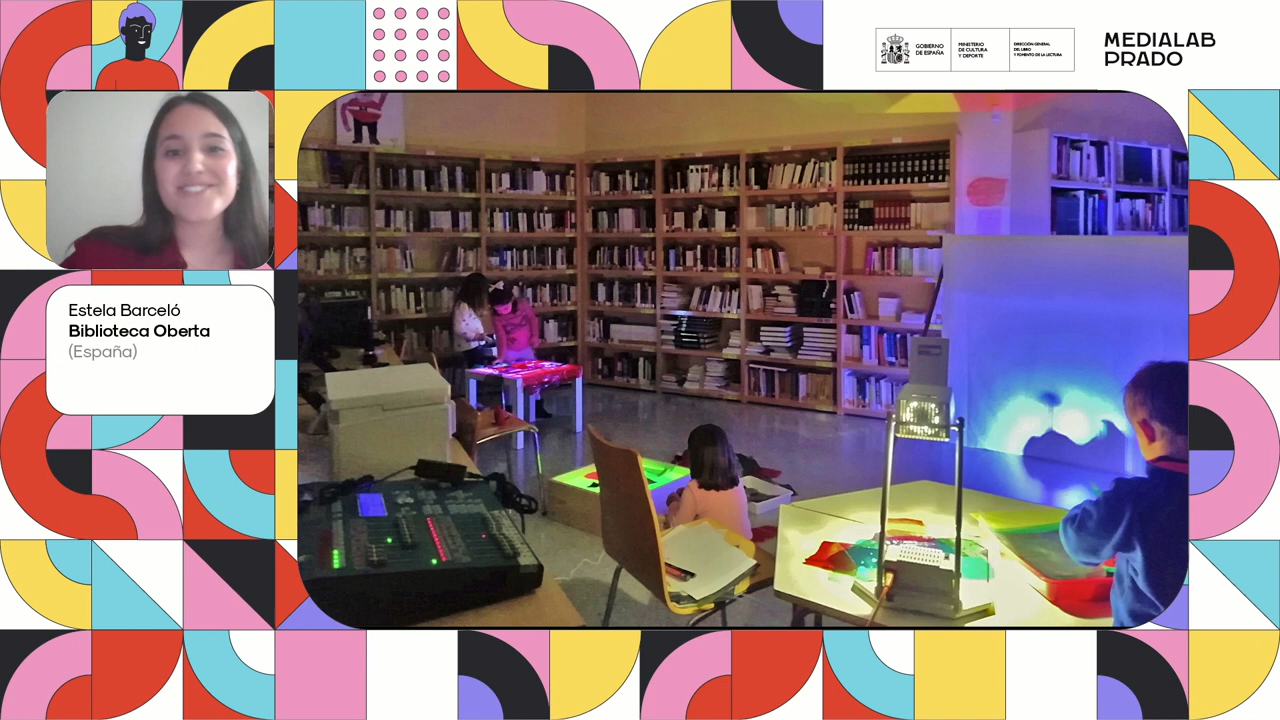 GOBIERNO
DE ESPAÑA
MINISTERIO
DE CULTURA
Y DEPORTE
DIRECCIÓN GENERAL
DEL LIBRO
Y FOMENTO DE LA LECTURA
MEDIALAB
PRADO
Estela Barceló
Biblioteca Oberta
(España)